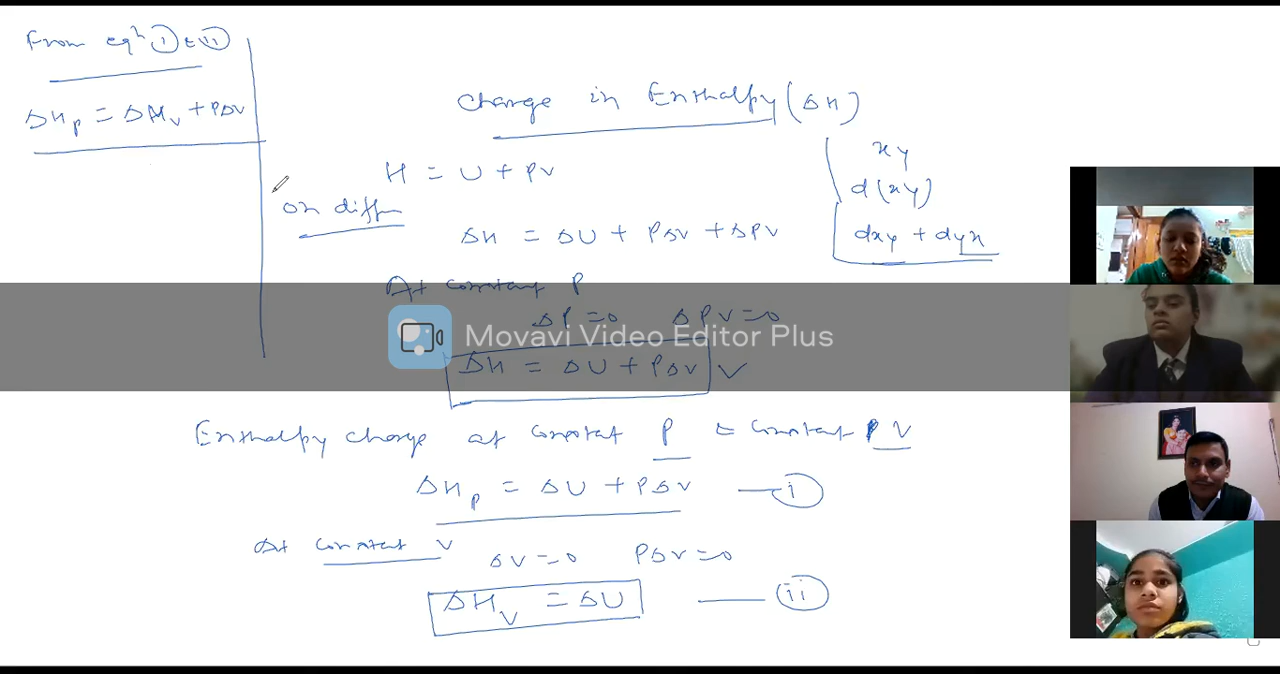 From eqn (i) & (ii)
ΔHp = ΔHv + PΔV
Change in Enthalpy (ΔH)
H = U + PV
on diffn
ΔH = ΔU + PΔV + ΔPV
xy
d(xy)
dxy + dyx
At constant P
ΔP = 0 ΔPV = 0
Movavi Video Editor Plus
ΔH = ΔU + PΔV V
Enthalpy change at constant P & constant V
ΔHp = ΔU + PΔV — (i)
At constant V
ΔV = 0 PΔV = 0
ΔHv = ΔU — (ii)